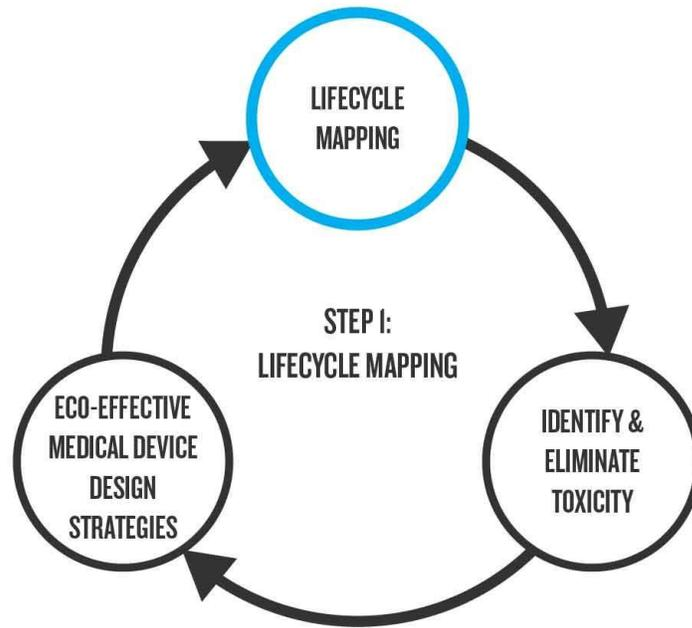 LIFECYCLE
MAPPING
STEP 1:
LIFECYCLE MAPPING
ECO-EFFECTIVE
MEDICAL DEVICE
DESIGN
STRATEGIES
IDENTIFY &
ELIMINATE
TOXICITY